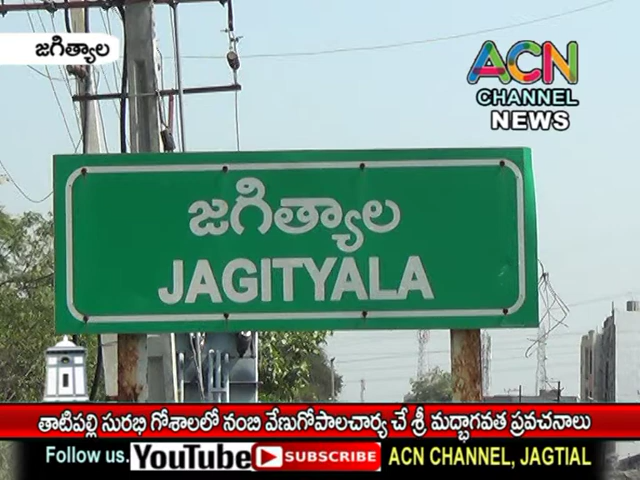 జగిత్యాల
ACN
CHANNEL
NEWS
జగిత్యాల
JAGITYALA
తాటిపల్లి సురభి గోశాలలో నంబి వేణుగోపాలచార్య చే శ్రీ మద్భాగవత ప్రవచనాలు
Follow us. YouTube SUBSCRIBE ACN CHANNEL, JAGTIAL